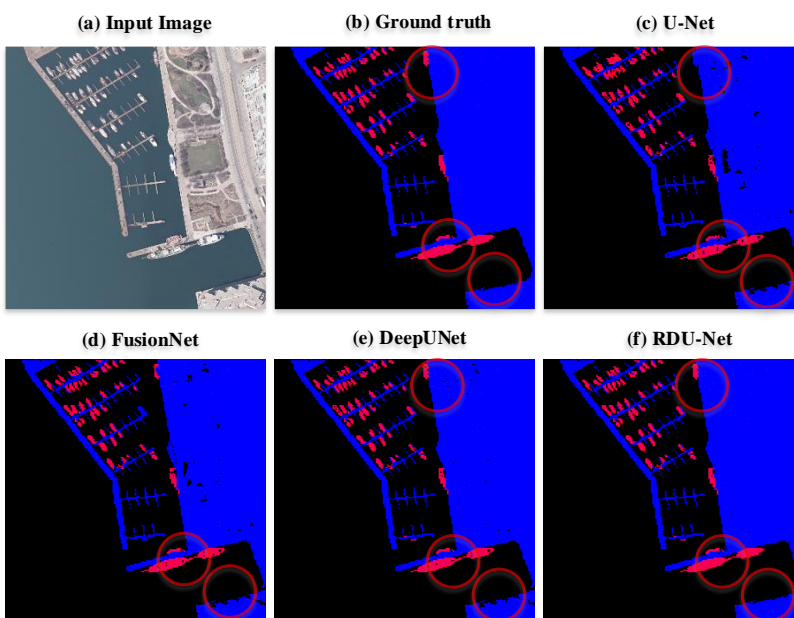 (a) Input Image
(b) Ground truth
(c) U-Net
(d) FusionNet
(e) DeepUNet
(f) RDU-Net